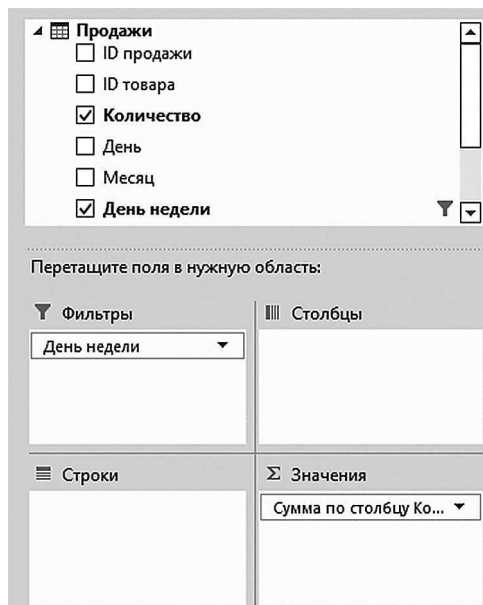 Продажи
ID продажи
ID товара
Количество
День
Месяц
День недели
Перетащите поля в нужную область:
Фильтры
Столбцы
День недели
Строки
Σ Значения
Сумма по столбцу Ко...